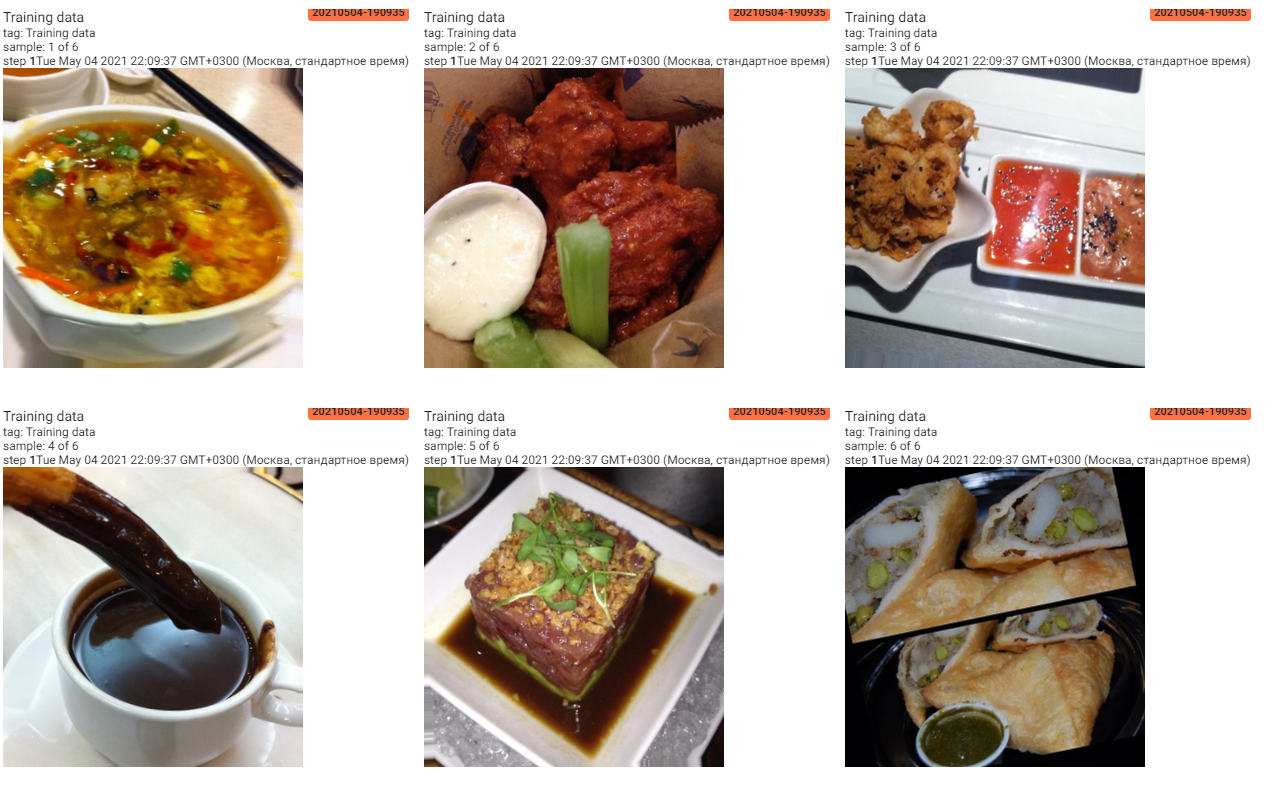 Training data 20210504-190935
tag: Training data
sample: 1 of 6
step 1Tue May 04 2021 22:09:37 GMT+0300 (Москва, стандартное время)
Training data 20210504-190935
tag: Training data
sample: 2 of 6
step 1Tue May 04 2021 22:09:37 GMT+0300 (Москва, стандартное время)
Training data 20210504-190935
tag: Training data
sample: 3 of 6
step 1Tue May 04 2021 22:09:37 GMT+0300 (Москва, стандартное время)
Training data 20210504-190935
tag: Training data
sample: 4 of 6
step 1Tue May 04 2021 22:09:37 GMT+0300 (Москва, стандартное время)
Training data 20210504-190935
tag: Training data
sample: 5 of 6
step 1Tue May 04 2021 22:09:37 GMT+0300 (Москва, стандартное время)
Training data 20210504-190935
tag: Training data
sample: 6 of 6
step 1Tue May 04 2021 22:09:37 GMT+0300 (Москва, стандартное время)